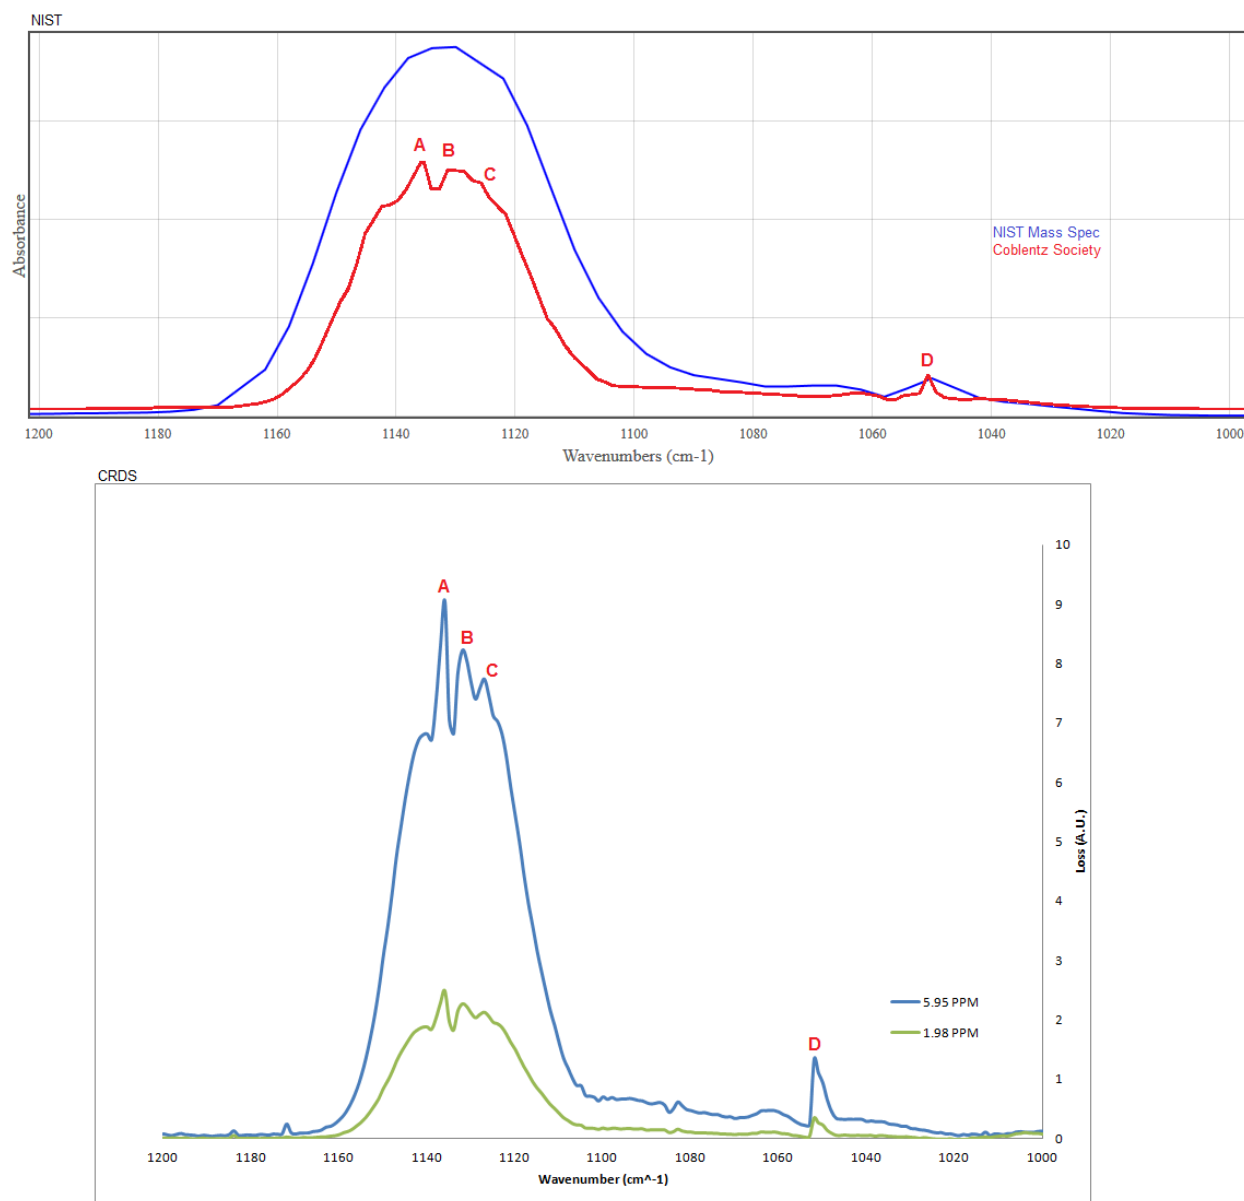 NIST
A
B
C
D
Absorbance
NIST Mass Spec
Coblentz Society
1200 1180 1160 1140 1120 1100 1080 1060 1040 1020 1000
Wavenumbers (cm-1)
CRDS
10
9
8
7
6
5
4
3
2
1
0
A
B
C
D
Loss (A.U.)
5.95 PPM
1.98 PPM
1200 1180 1160 1140 1120 1100 1080 1060 1040 1020 1000
Wavenumber (cm^-1)